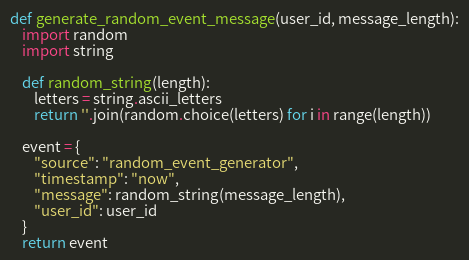 def generate_random_event_message(user_id, message_length):
    import random
    import string

    def random_string(length):
        letters = string.ascii_letters
        return ''.join(random.choice(letters) for i in range(length))

    event = {
        "source": "random_event_generator",
        "timestamp": "now",
        "message": random_string(message_length),
        "user_id": user_id
    }
    return event